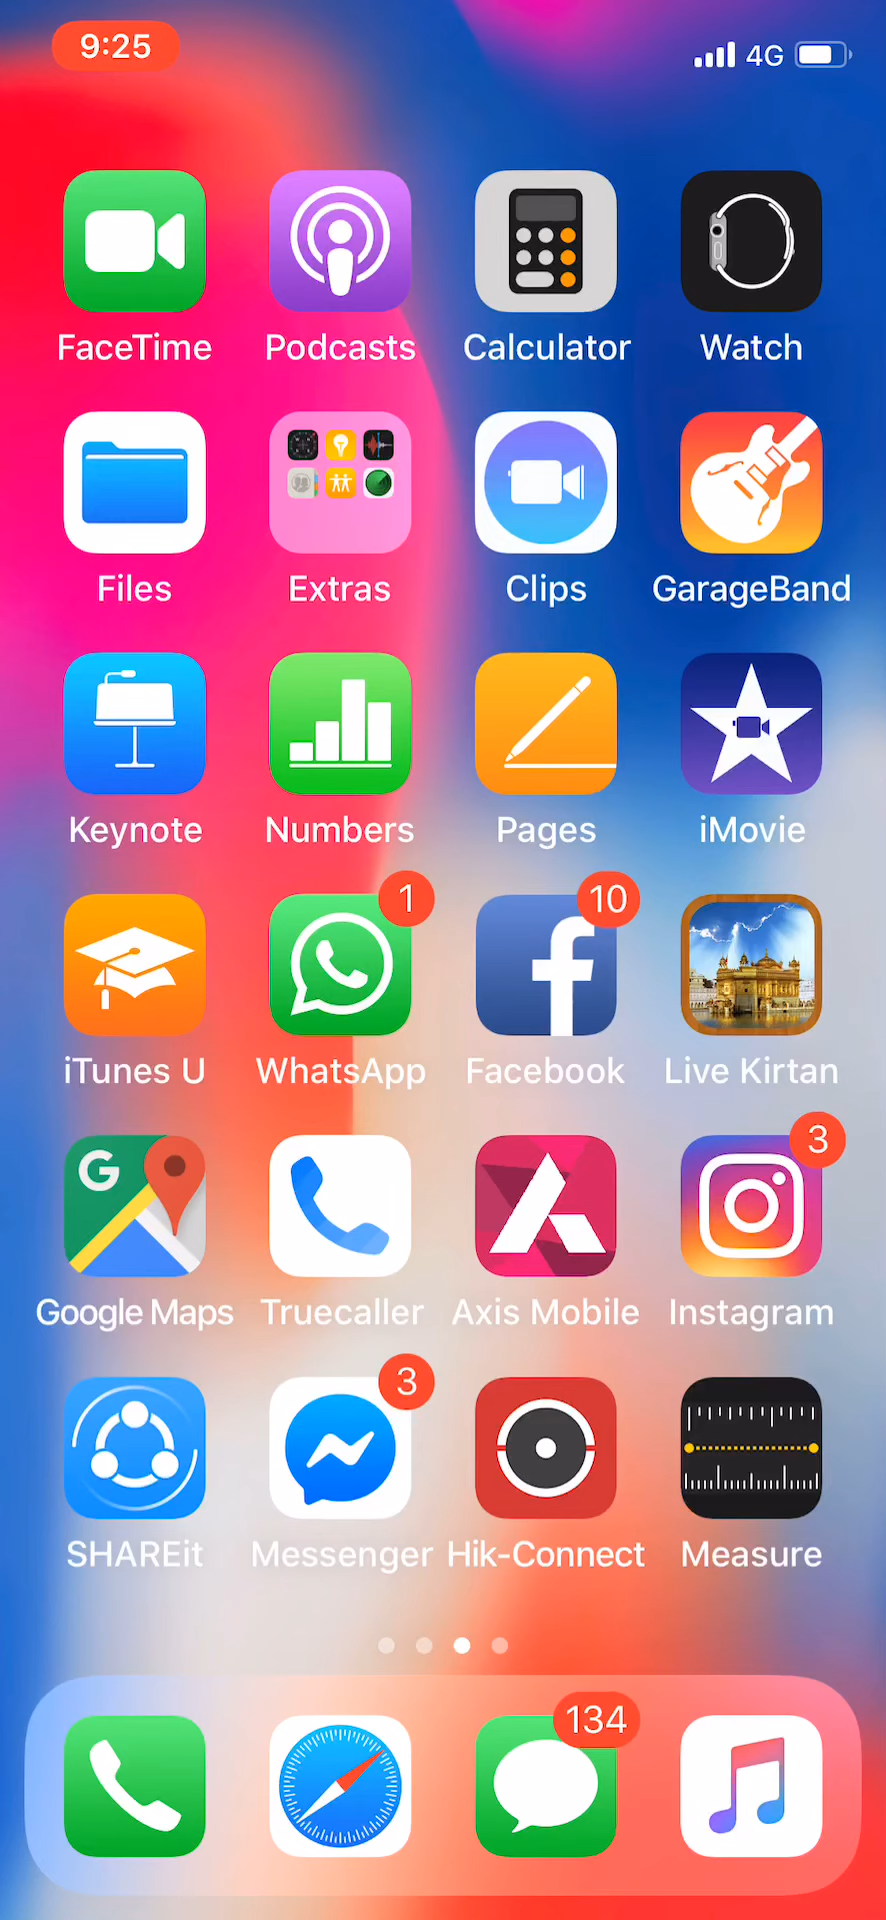 9:25 4G
FaceTime Podcasts Calculator Watch
Files Extras Clips GarageBand
Keynote Numbers Pages iMovie
1 10
iTunes U WhatsApp Facebook Live Kirtan
G 3
Google Maps Truecaller Axis Mobile Instagram
3
SHAREit Messenger Hik-Connect Measure
134